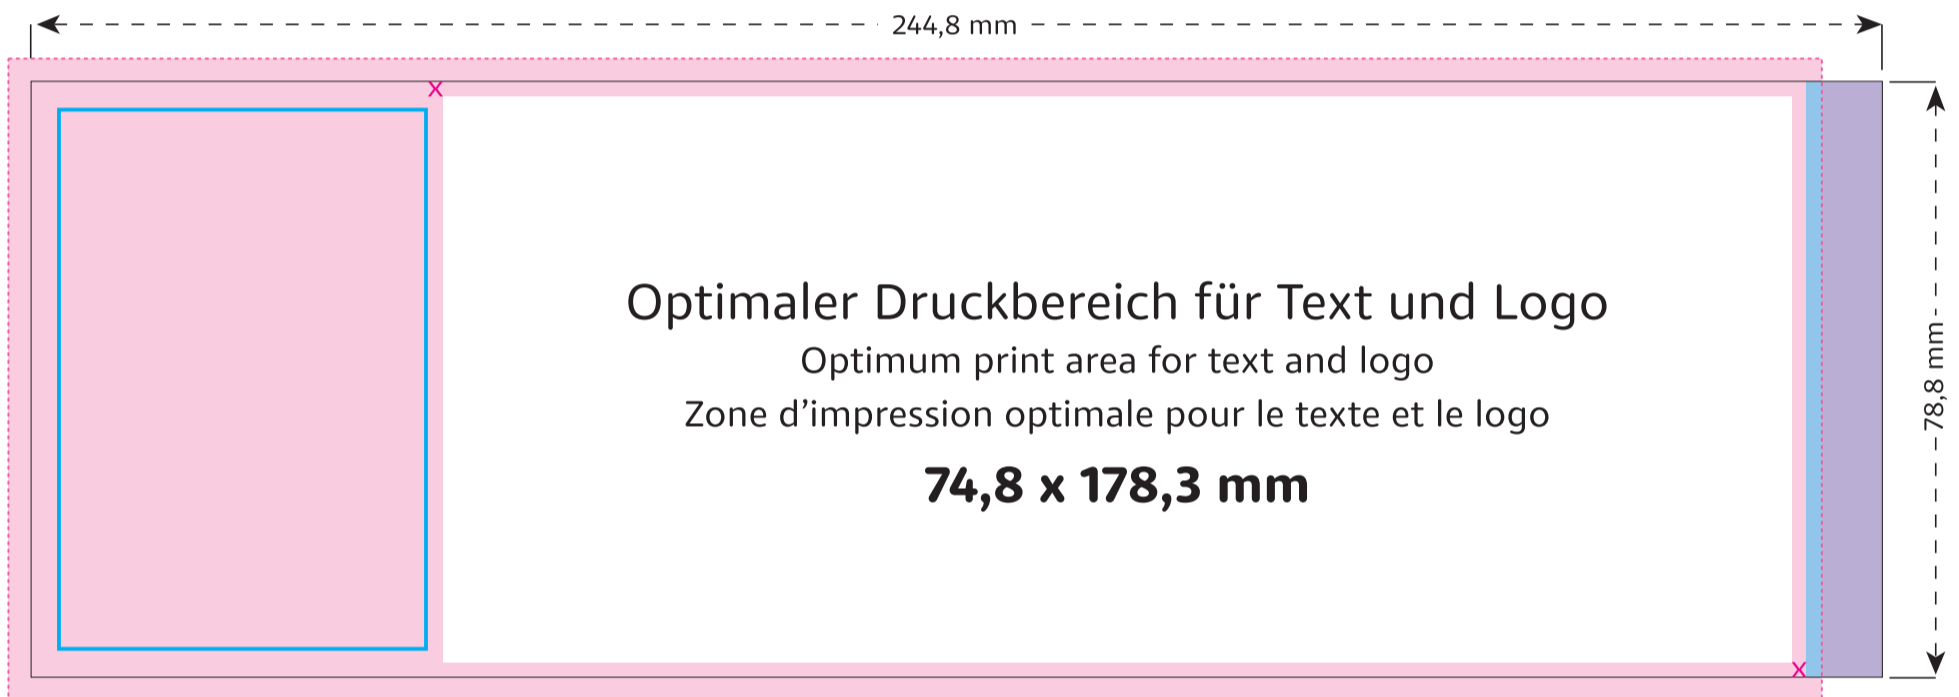 244,8 mm
x
Optimaler Druckbereich für Text und Logo
Optimum print area for text and logo
Zone d’impression optimale pour le texte et le logo
74,8 x 178,3 mm
78,8 mm
x